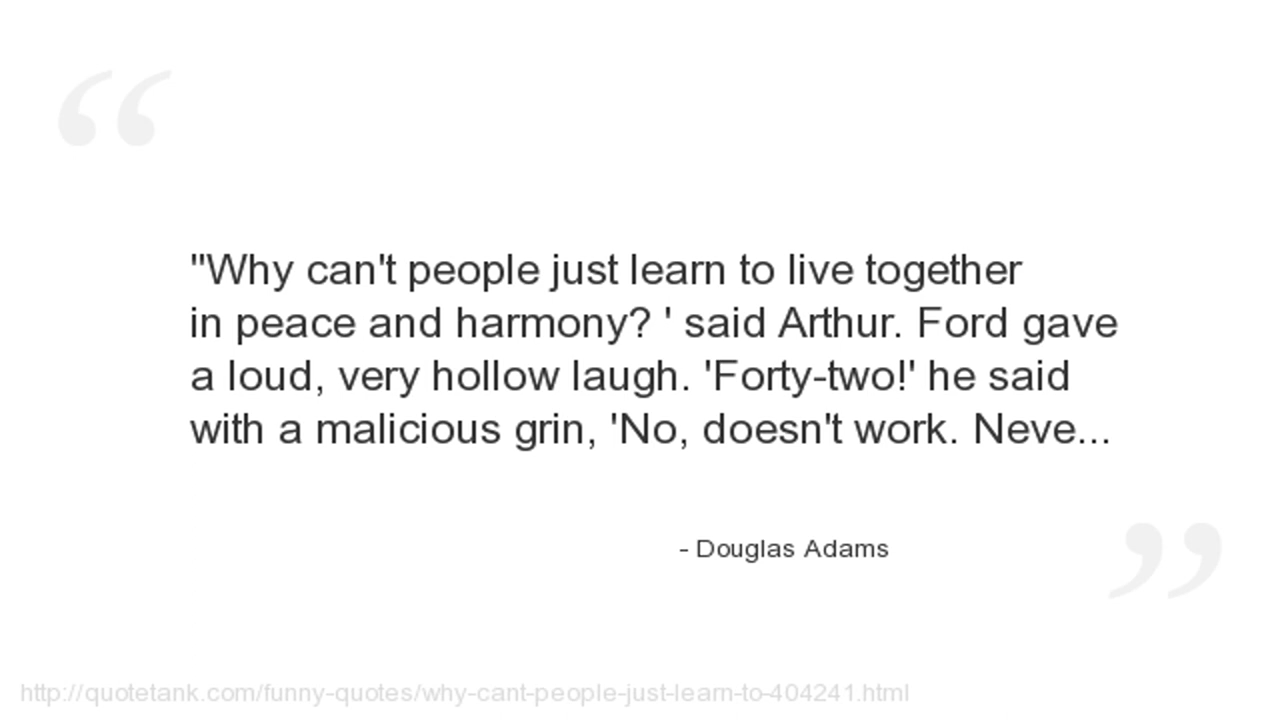 "Why can't people just learn to live together
in peace and harmony? ' said Arthur. Ford gave
a loud, very hollow laugh. 'Forty-two!' he said
with a malicious grin, 'No, doesn't work. Neve...
- Douglas Adams
http://quotetank.com/funny-quotes/why-cant-people-just-learn-to-404241.html